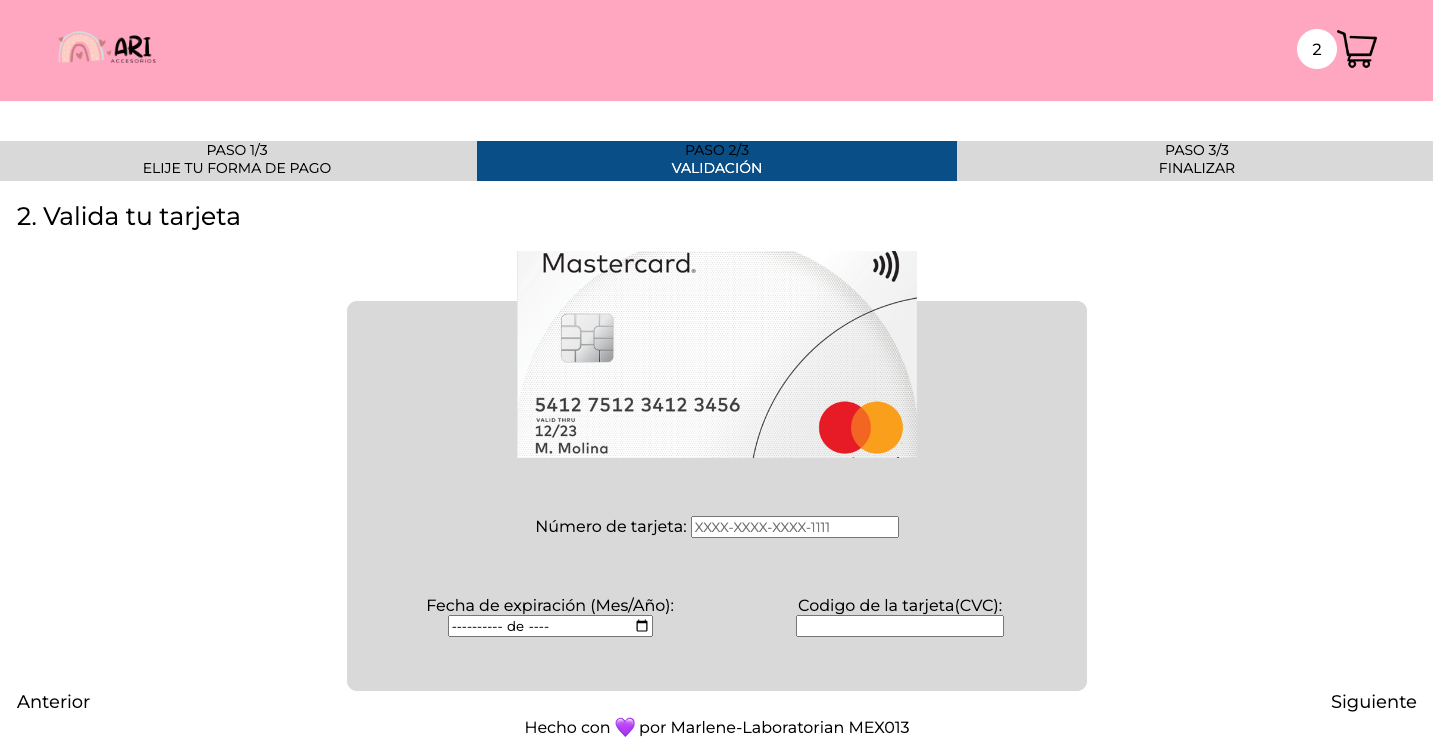 ARI
ACCESORIOS
2
PASO 1/3
ELIJE TU FORMA DE PAGO
PASO 2/3
VALIDACIÓN
PASO 3/3
FINALIZAR
2. Valida tu tarjeta
Mastercard®
5412 7512 3412 3456
VALID THRU
12/23
M. Molina
Número de tarjeta: XXXX-XXXX-XXXX-1111
Fecha de expiración (Mes/Año):
---------- de ----
Codigo de la tarjeta(CVC):
Anterior
Siguiente
Hecho con 💜 por Marlene-Laboratorian MEX013